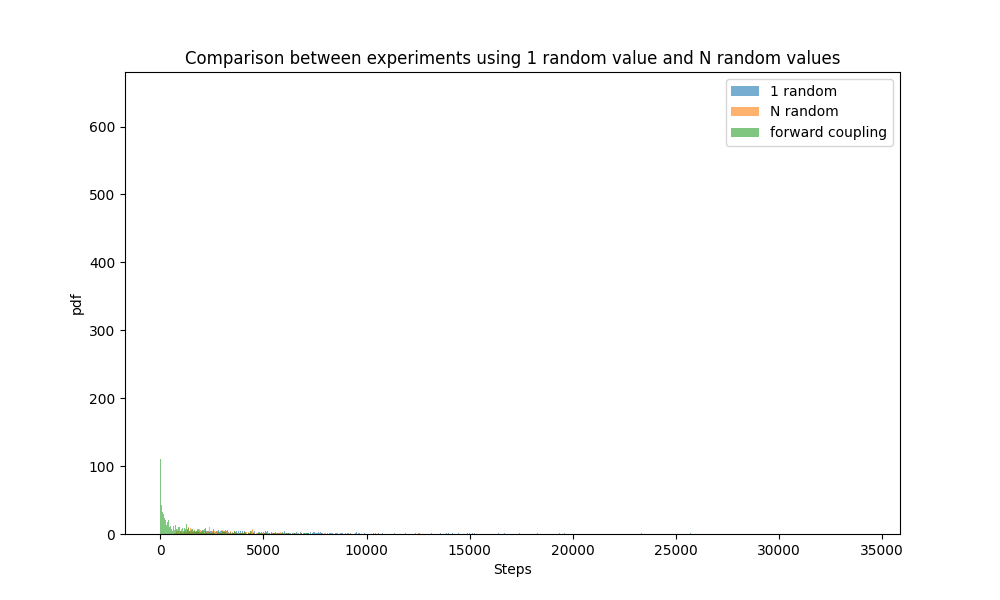 Comparison between experiments using 1 random value and N random values
1 random
N random
forward coupling
600
500
400
300
200
100
0
pdf
0 5000 10000 15000 20000 25000 30000 35000
Steps